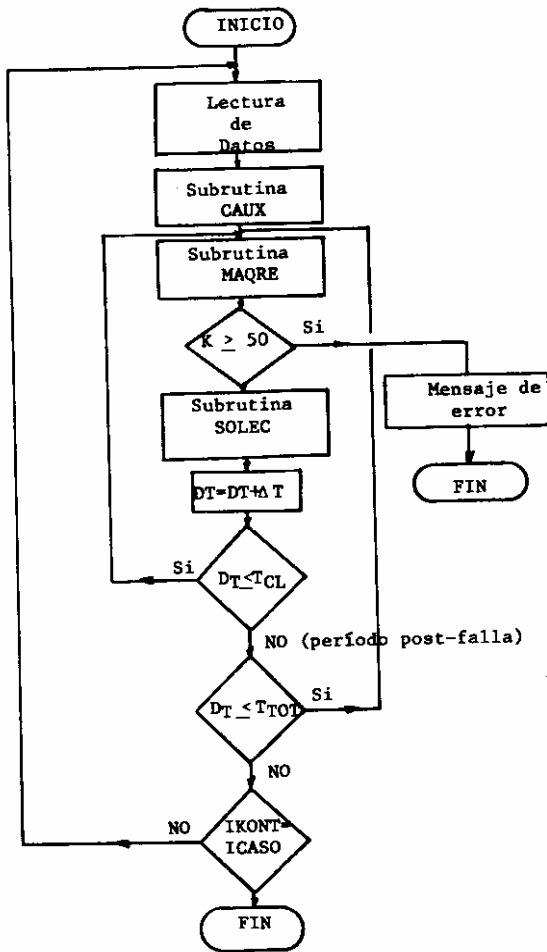 INICIO
Lectura
de
Datos
Subrutina
CAUX
Subrutina
MAQRE
K ≥ 50
Si
Mensaje de
error
FIN
Subrutina
SOLEC
DT=DT+Δ T
Si
DT≤TCL
NO (período post-falla)
DT ≤ TTOT
Si
NO
NO
IKONT=
ICASO
FIN